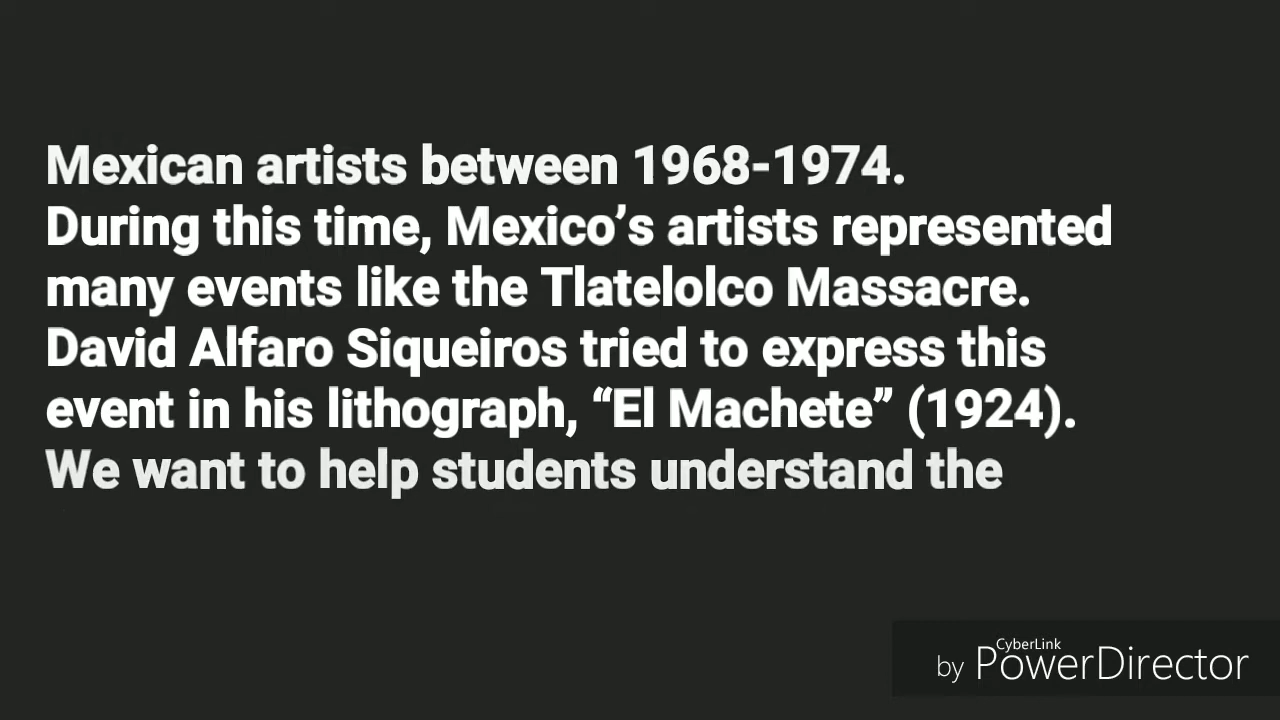 Mexican artists between 1968-1974.
During this time, Mexico’s artists represented
many events like the Tlatelolco Massacre.
David Alfaro Siqueiros tried to express this
event in his lithograph, “El Machete” (1924).
We want to help students understand the
CyberLink
by PowerDirector